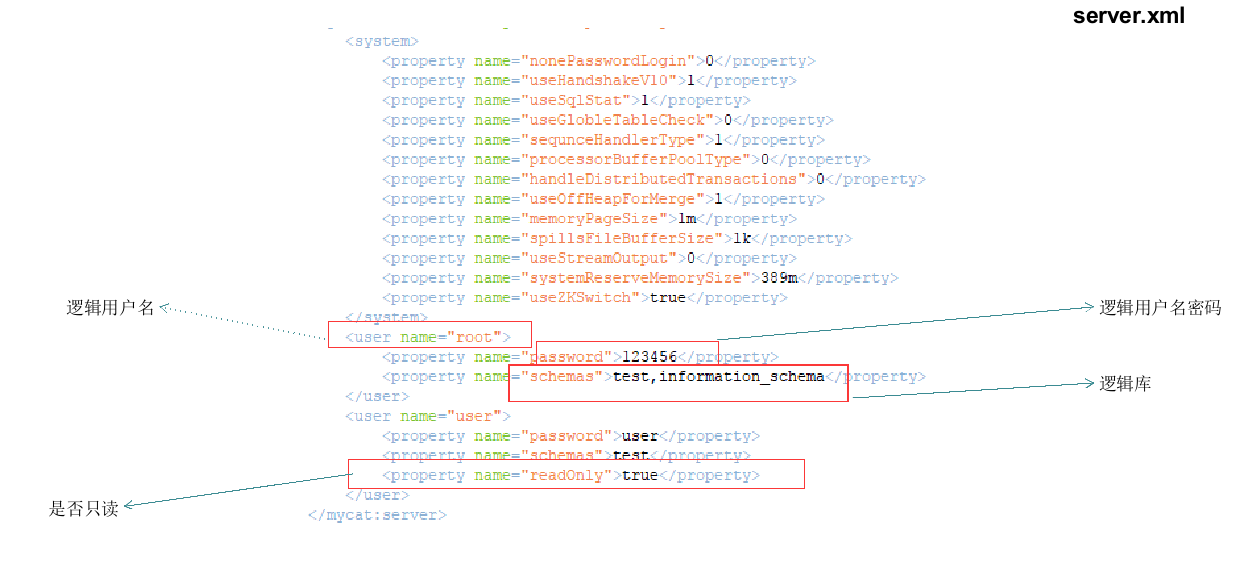 server.xml
<system>
<property name="nonePasswordLogin">0</property>
<property name="useHandshakeV10">1</property>
<property name="useSqlStat">1</property>
<property name="useGlobleTableCheck">0</property>
<property name="sequnceHandlerType">1</property>
<property name="processorBufferPoolType">0</property>
<property name="handleDistributedTransactions">0</property>
<property name="useOffHeapForMerge">1</property>
<property name="memoryPageSize">1m</property>
<property name="spillsFileBufferSize">1k</property>
<property name="useStreamOutput">0</property>
<property name="systemReserveMemorySize">389m</property>
<property name="useZKSwitch">true</property>
逻辑用户名
逻辑用户名密码
</system>
<user name="root">
<property name="password">123456</property>
<property name="schemas">test,information_schema</property>
逻辑库
</user>
<user name="user">
<property name="password">user</property>
<property name="schemas">test</property>
<property name="readOnly">true</property>
</user>
是否只读
</mycat:server>